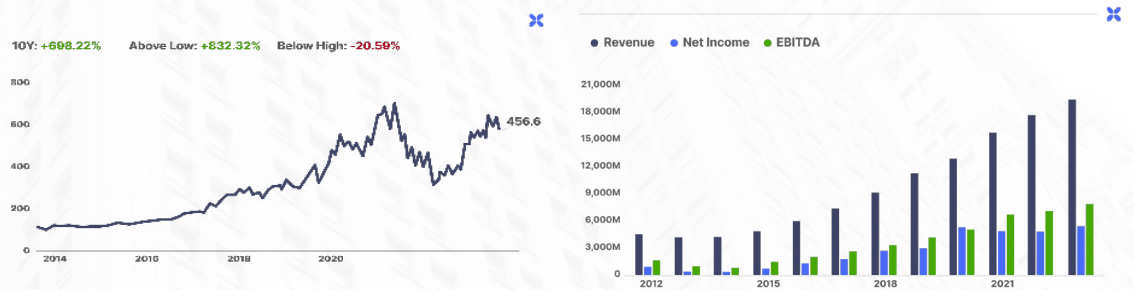 10Y: +698.22% Above Low: +832.32% Below High: -20.59%
800
600
456.6
400
200
0
2014 2016 2018 2020
Revenue Net Income EBITDA
21,000M
18,000M
15,000M
12,000M
9,000M
6,000M
3,000M
0
2012 2015 2018 2021